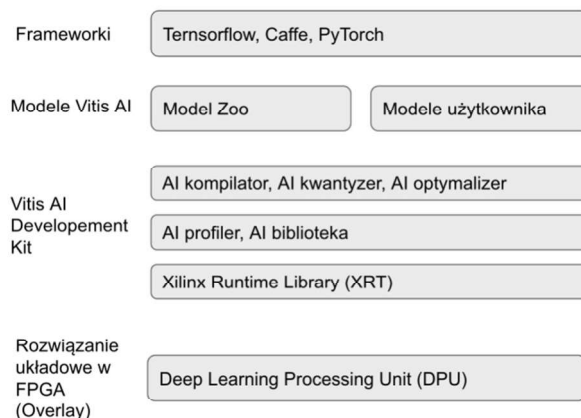 Frameworki
Ternsorflow, Caffe, PyTorch
Modele Vitis AI
Model Zoo
Modele użytkownika
Vitis AI
Developement
Kit
AI kompilator, AI kwantyzer, AI optymalizer
AI profiler, AI biblioteka
Xilinx Runtime Library (XRT)
Rozwiązanie
układowe w
FPGA
(Overlay)
Deep Learning Processing Unit (DPU)